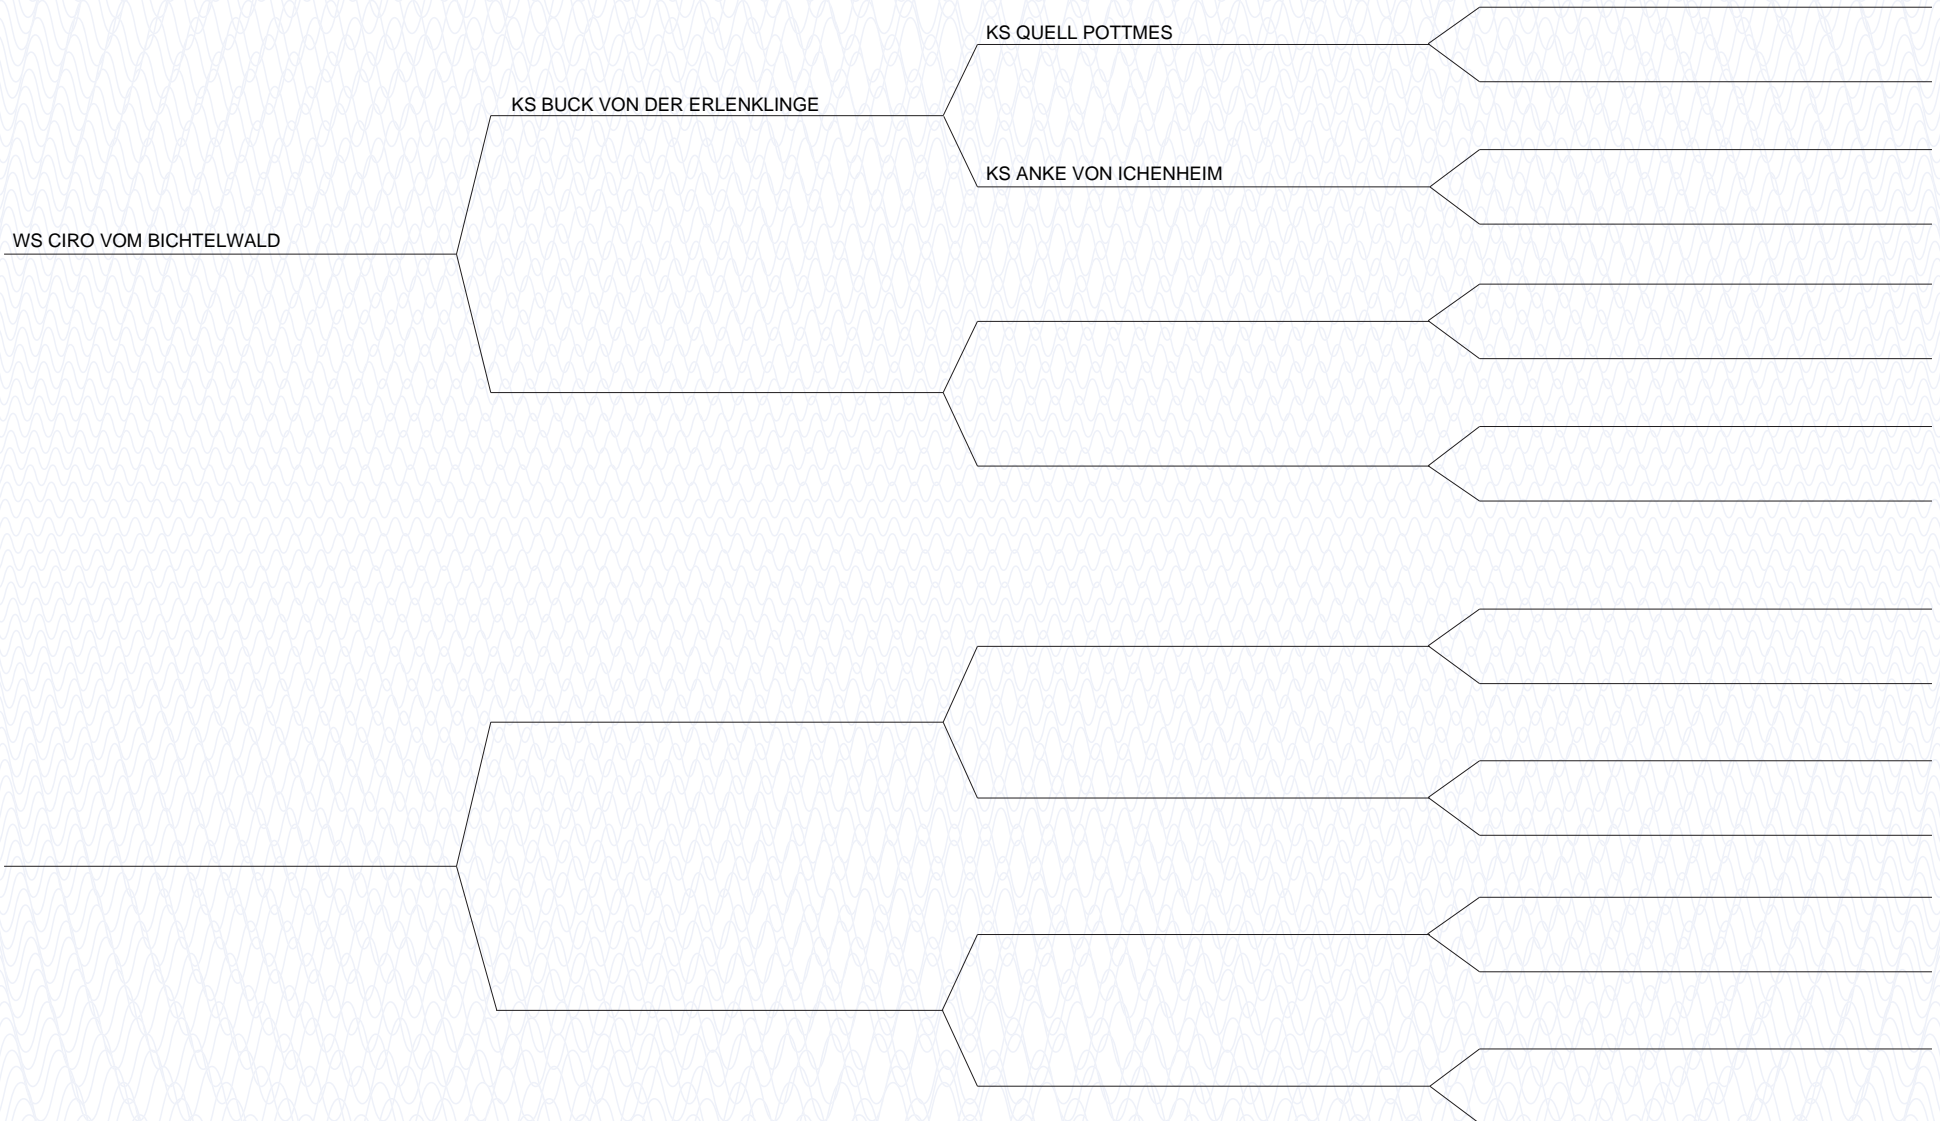 KS QUELL POTTMES
KS BUCK VON DER ERLENKLINGE
KS ANKE VON ICHENHEIM
WS CIRO VOM BICHTELWALD